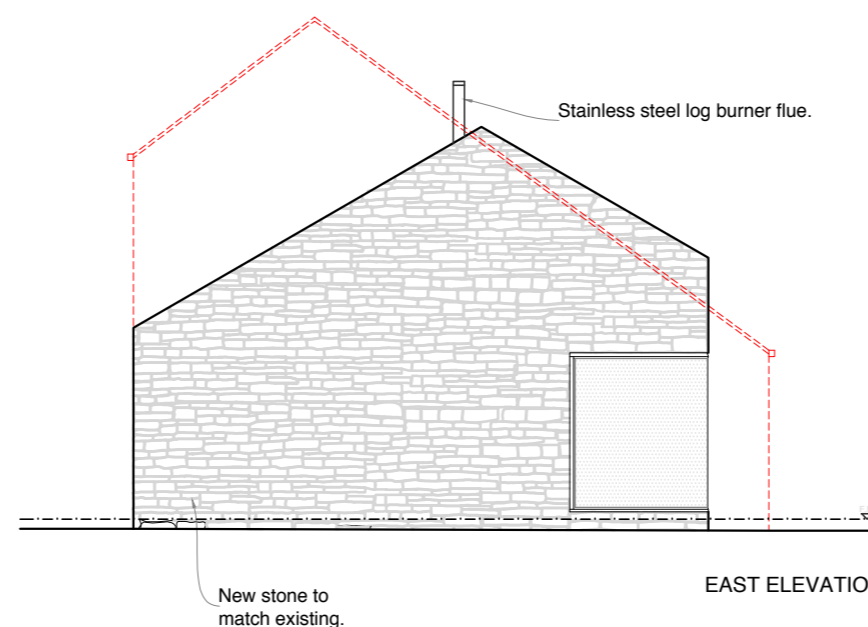 Stainless steel log burner flue.
New stone to
match existing.
EAST ELEVATIO